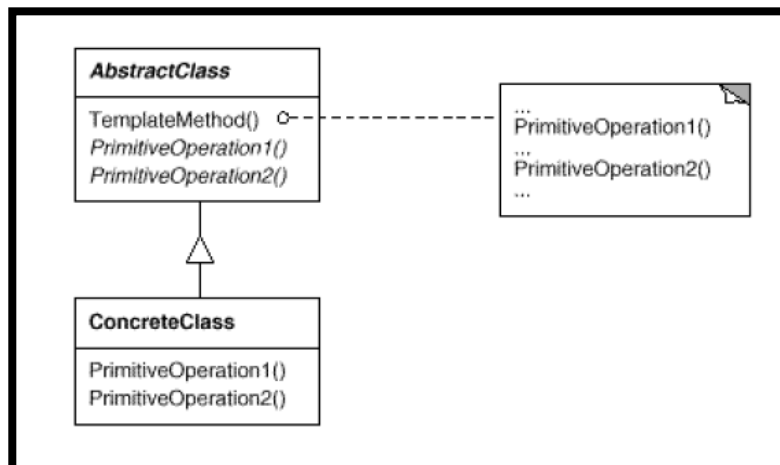 AbstractClass
TemplateMethod()
PrimitiveOperation1()
PrimitiveOperation2()
...
PrimitiveOperation1()
...
PrimitiveOperation2()
...
ConcreteClass
PrimitiveOperation1()
PrimitiveOperation2()